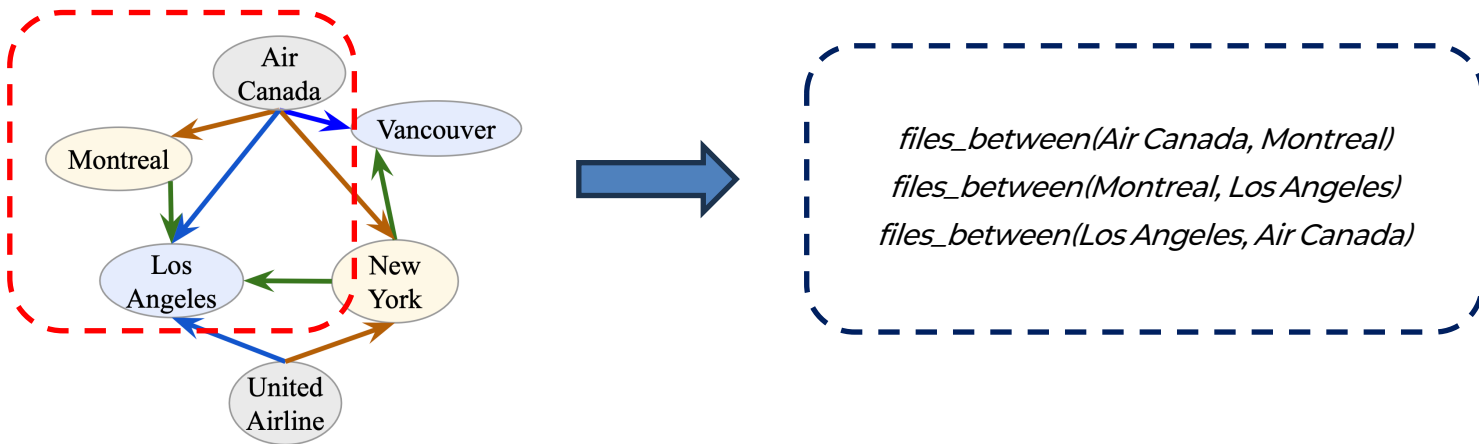 Air
Canada
Vancouver
Montreal
Los
Angeles
New
York
United
Airline
files_between(Air Canada, Montreal)
files_between(Montreal, Los Angeles)
files_between(Los Angeles, Air Canada)